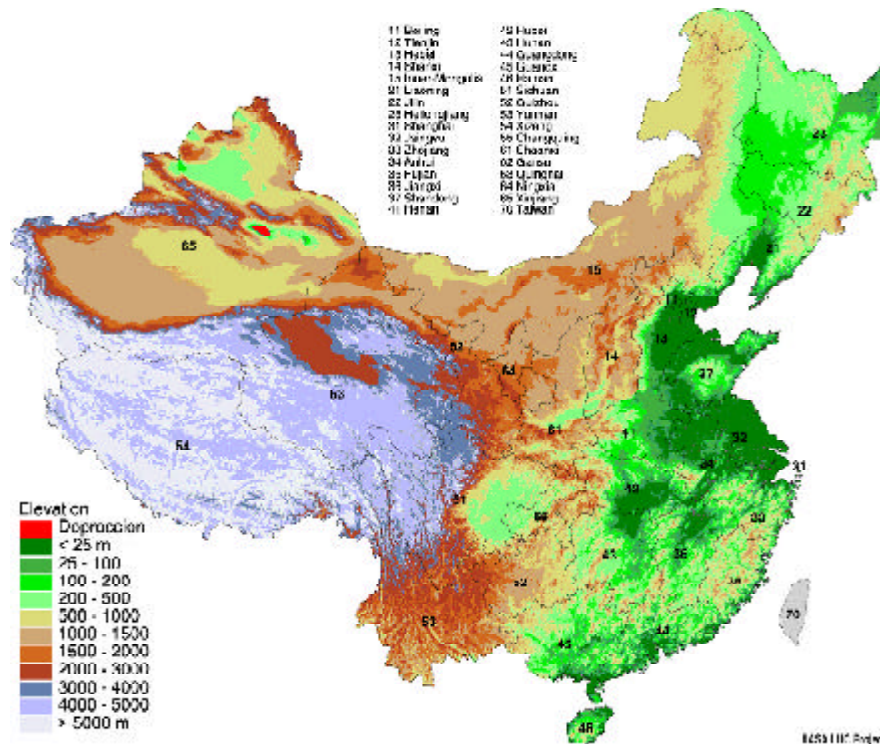 11 Beijing 42 Hubei
12 Tianjin 43 Hunan
13 Hebei 44 Guangdong
14 Shanxi 45 Guangxi
15 Inner-Mongolia 46 Hainan
21 Liaoning 51 Sichuan
22 Jilin 52 Guizhou
23 Heilongjiang 53 Yunnan
31 Shanghai 54 Xizang
32 Jiangsu 55 Chongqing
33 Zhejiang 61 Shaanxi
34 Anhui 62 Gansu
35 Fujian 63 Qinghai
36 Jiangxi 64 Ningxia
37 Shandong 65 Xinjiang
41 Henan 70 Taiwan
23
22
21
65
15
14
62
64
37
63
61
54
32
34
31
51
42
55
33
43
36
52
53
45
44
70
46
Elevation
Depression
< 25 m
25 - 100
100 - 200
200 - 500
500 - 1000
1000 - 1500
1500 - 2000
2000 - 3000
3000 - 4000
4000 - 5000
> 5000 m
IIASA LUC Project